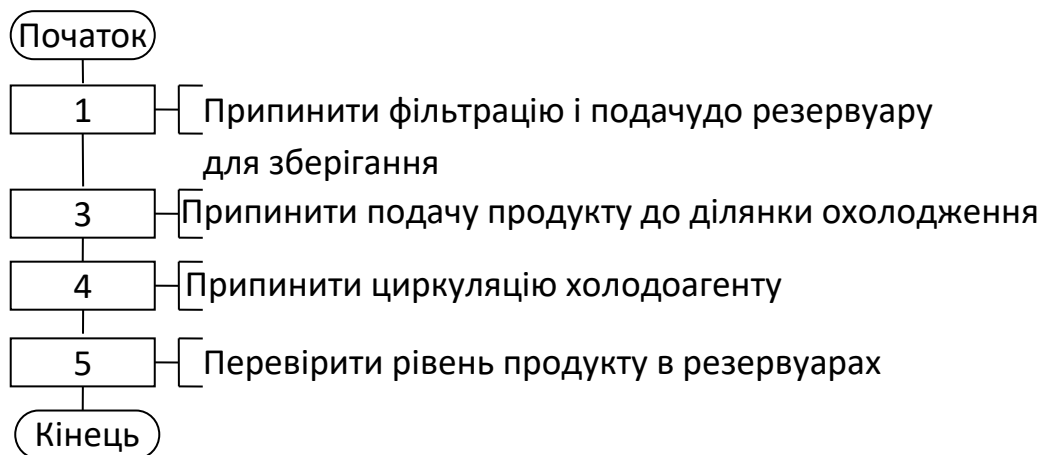 Початок
1 Припинити фільтрацію і подачудо резервуару
для зберігання
3 Припинити подачу продукту до ділянки охолодження
4 Припинити циркуляцію холодоагенту
5 Перевірити рівень продукту в резервуарах
Кінець